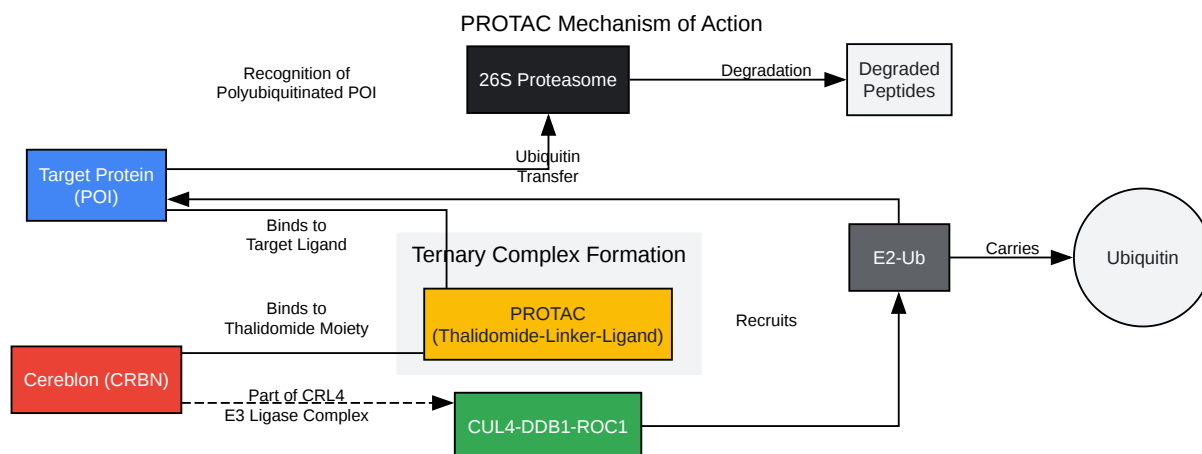 PROTAC Mechanism of Action
Recognition of
Polyubiquitinated POI
26S Proteasome
Degradation
Degraded
Peptides
Target Protein
(POI)
Ubiquitin
Transfer
Binds to
Target Ligand
Ternary Complex Formation
E2-Ub
Carries
Ubiquitin
Binds to
Thalidomide Moiety
PROTAC
(Thalidomide-Linker-Ligand)
Recruits
Cereblon (CRBN)
Part of CRL4
E3 Ligase Complex
CUL4-DDB1-ROC1